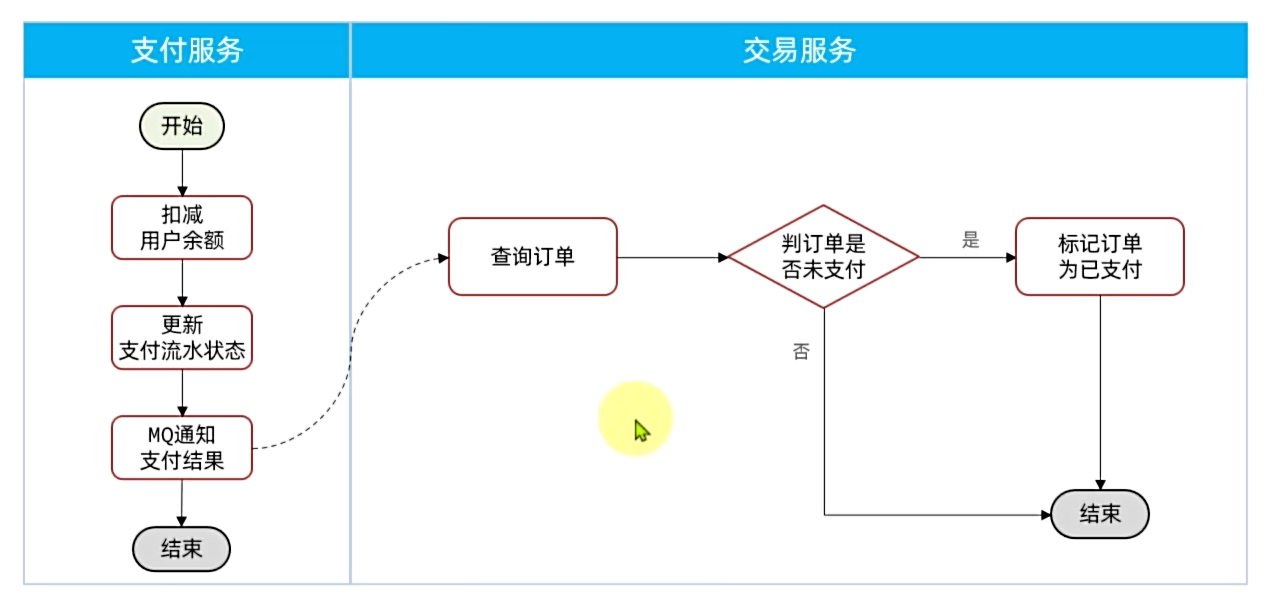 支付服务
交易服务
开始
扣减
用户余额
更新
支付流水状态
MQ通知
支付结果
结束
查询订单
判订单是
否未支付
是
否
标记订单
为已支付
结束